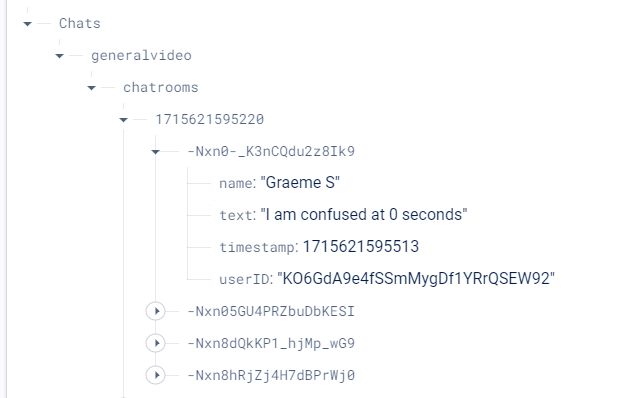 Chats
generalvideo
chatrooms
1715621595220
-Nxn0-_K3nCQdu2z8Ik9
name: "Graeme S"
text: "I am confused at 0 seconds"
timestamp: 1715621595513
userID: "KO6GdA9e4fSSmMygDf1YRrQSEW92"
-Nxn05GU4PRZbuDbKESI
-Nxn8dQkKP1_hjMp_wG9
-Nxn8hRjZj4H7dBPrWj0